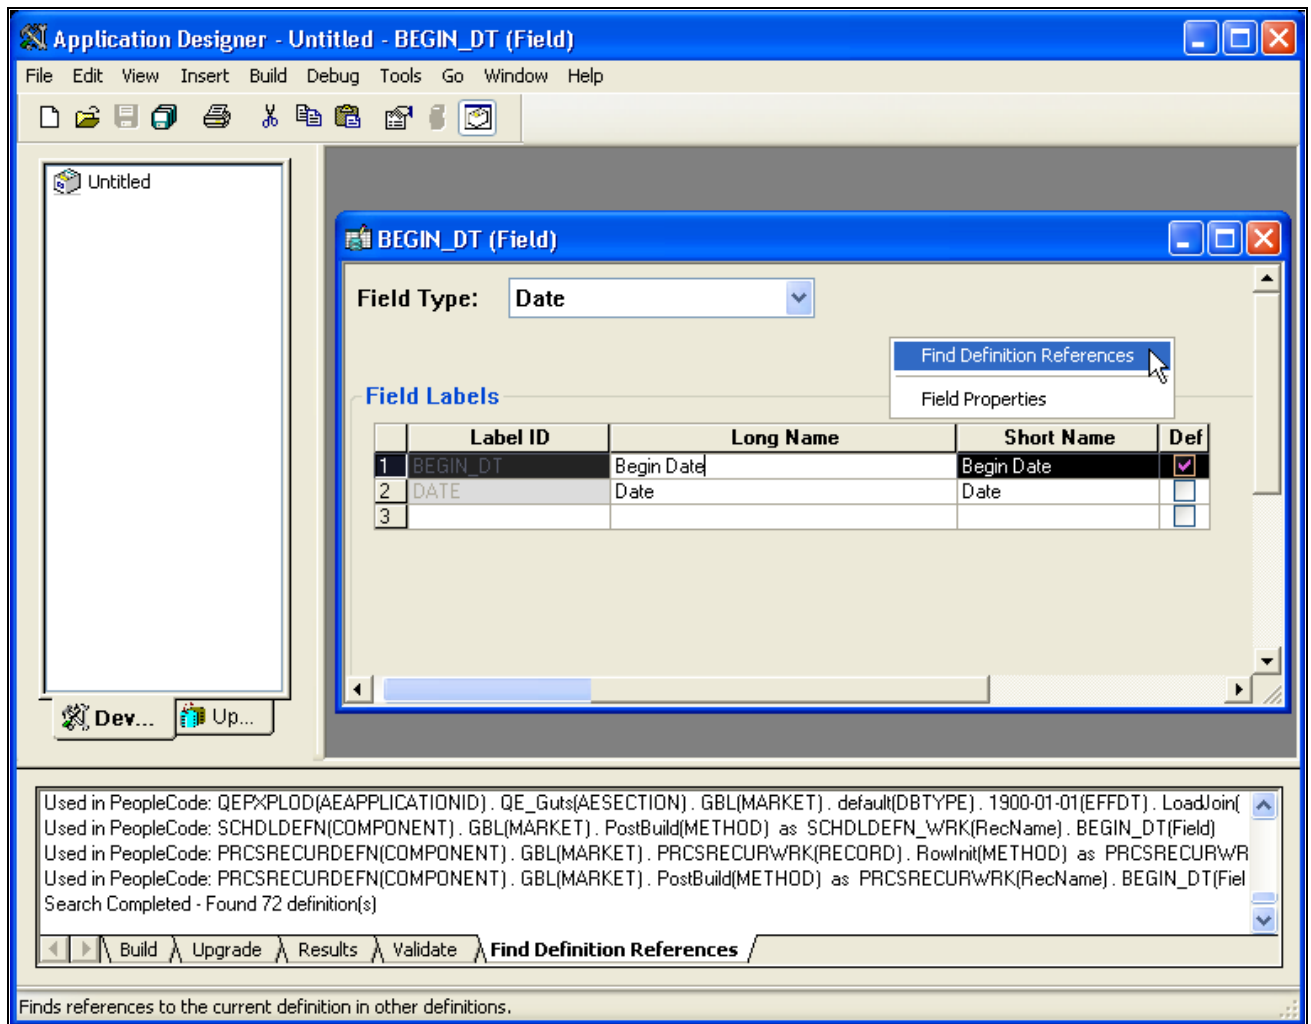 Application Designer - Untitled - BEGIN_DT (Field)
File Edit View Insert Build Debug Tools Go Window Help
Untitled
BEGIN_DT (Field)
Field Type: Date
Find Definition References
Field Properties
Field Labels
Label ID Long Name Short Name Def
1 BEGIN_DT Begin Date Begin Date
2 DATE Date Date
3
Dev... Up...
Used in PeopleCode: QEPXPLOD(AEAPPLICATIONID) . QE_Guts(AESECTION) . GBL(MARKET) . default(DBTYPE) . 1900-01-01(EFFDT) . LoadJoin(
Used in PeopleCode: SCHDLDEFN(COMPONENT) . GBL(MARKET) . PostBuild(METHOD) as SCHDLDEFN_WRK(RecName) . BEGIN_DT(Field)
Used in PeopleCode: PRCSRECURDEFN(COMPONENT) . GBL(MARKET) . PRCSRECURWRK(RECORD) . RowInit(METHOD) as PRCSRECURWR
Used in PeopleCode: PRCSRECURDEFN(COMPONENT) . GBL(MARKET) . PostBuild(METHOD) as PRCSRECURWRK(RecName) . BEGIN_DT(Fiel
Search Completed - Found 72 definition(s)
Build Upgrade Results Validate Find Definition References
Finds references to the current definition in other definitions.